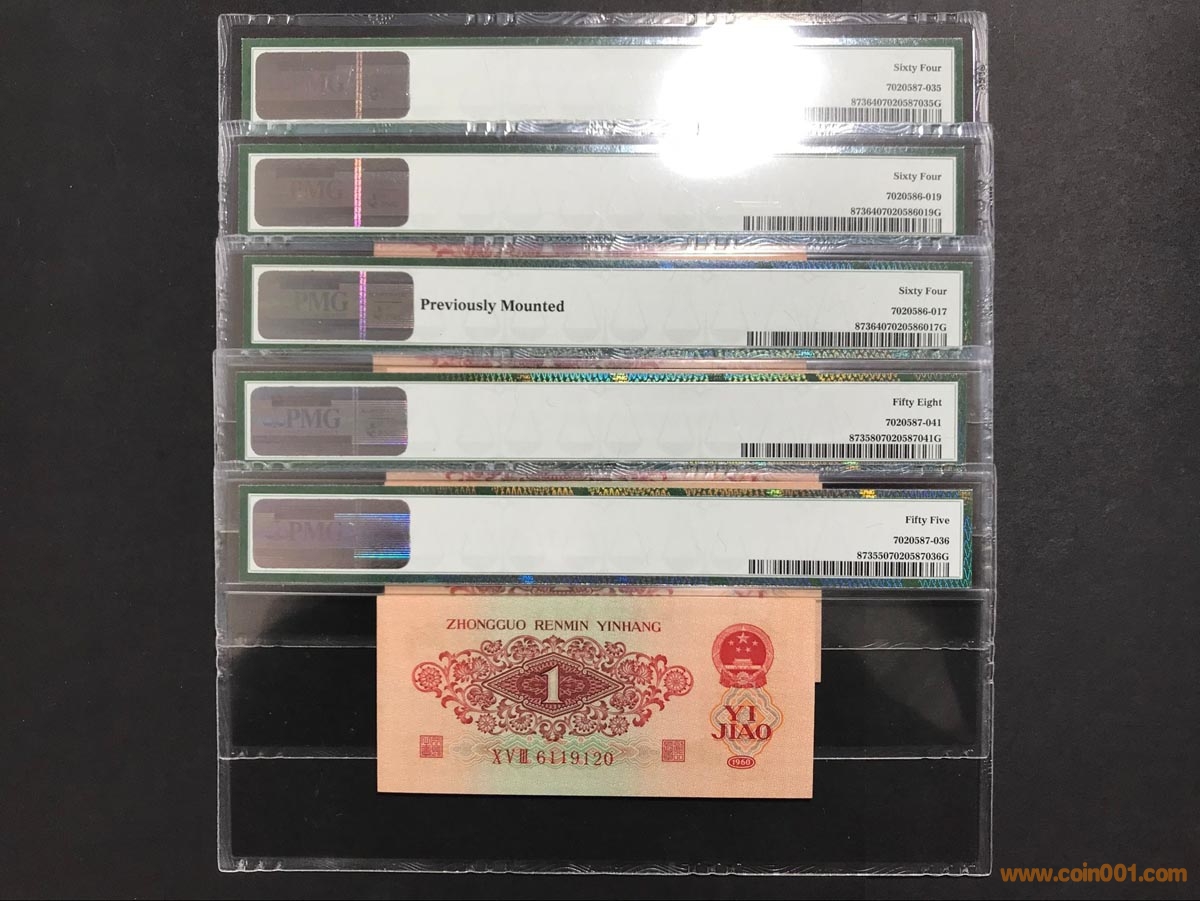 PMG
Sixty Four
7020587-035
8736407020587035G
PMG
Sixty Four
7020586-019
8736407020586019G
PMG
Previously Mounted
Sixty Four
7020586-017
8736407020586017G
PMG
Fifty Eight
7020587-041
8735807020587041G
PMG
Fifty Five
7020587-036
8735507020587036G
ZHONGGUO RENMIN YINHANG
1
YI
JIAO
XVⅢ 6119120
1960
www.coin001.com